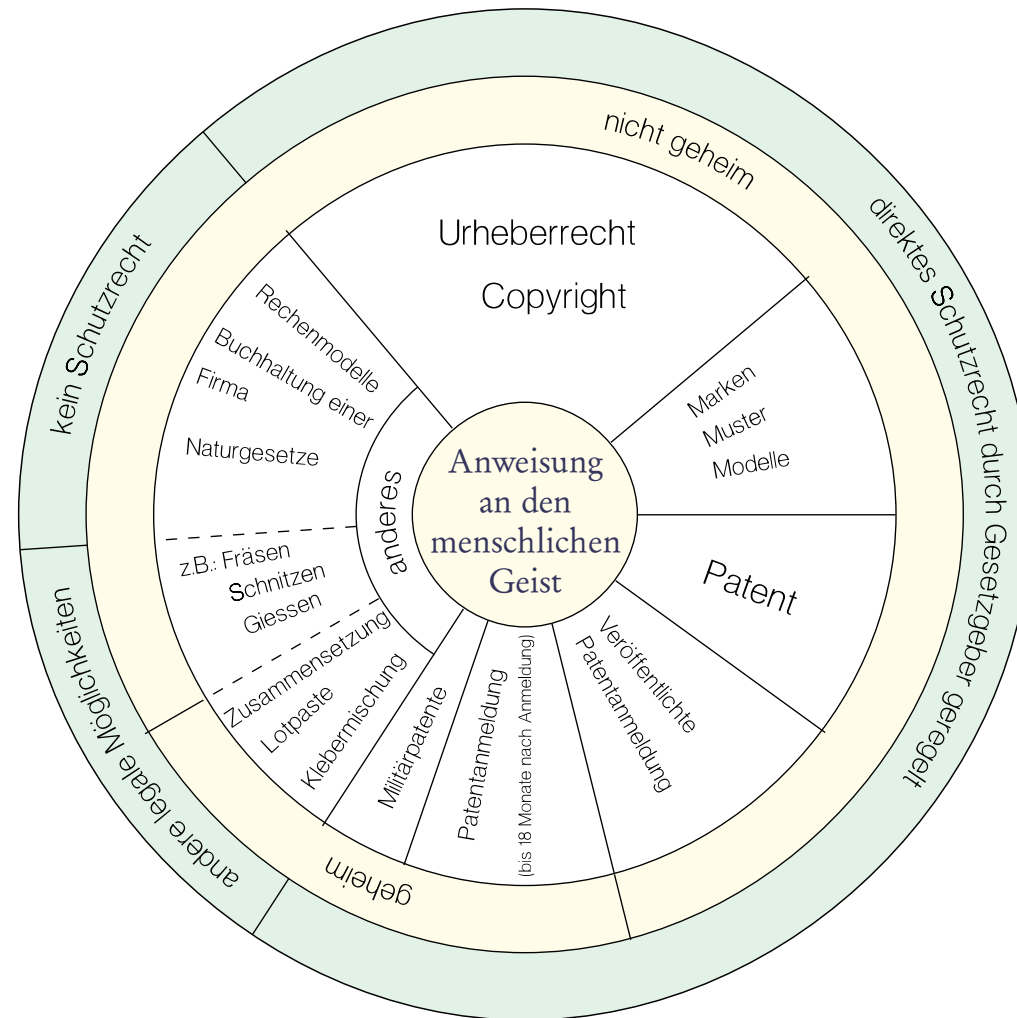 nicht geheim
direktes Schutzrecht durch Gesetzgeber geregelt
kein Schutzrecht
andere legale Möglichkeiten
geheim
Urheberrecht
Copyright
Marken
Muster
Modelle
Patent
Veröffentlichte
Patentanmeldung
Patentanmeldung
(bis 18 Monate nach Anmeldung)
Militärpatente
Zusammensetzung
Lotpaste
Klebermischung
z.B.: Fräsen
Schnitzen
Giessen
Rechenmodelle
Buchhaltung einer
Firma
Naturgesetze
anderes
Anweisung
an den
menschlichen
Geist